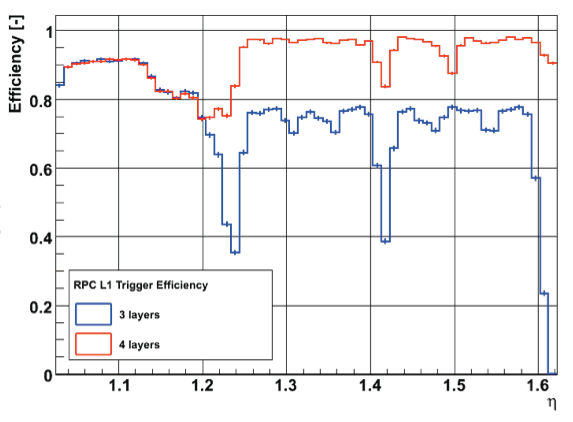 Efficiency [-]
1
0.8
0.6
0.4
0.2
0
RPC L1 Trigger Efficiency
3 layers
4 layers
1.1 1.2 1.3 1.4 1.5 1.6
η